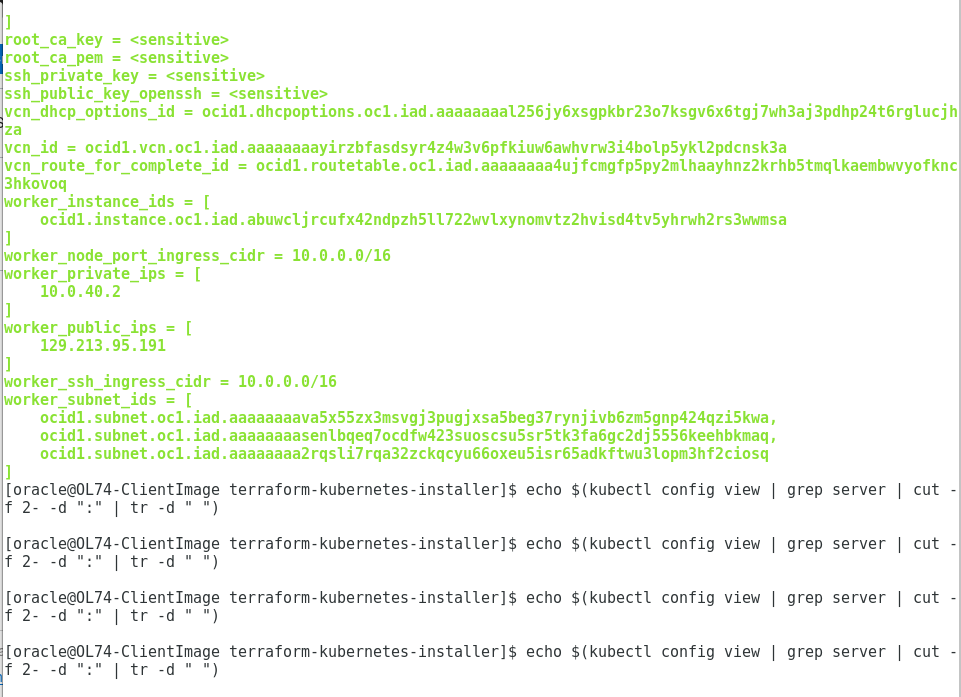 ]
root_ca_key = <sensitive>
root_ca_pem = <sensitive>
ssh_private_key = <sensitive>
ssh_public_key_openssh = <sensitive>
vcn_dhcp_options_id = ocid1.dhcpoptions.oc1.iad.aaaaaaaal256jy6xsgpkbr23o7ksgv6x6tgj7wh3aj3pdhp24t6rglucjh
za
vcn_id = ocid1.vcn.oc1.iad.aaaaaaaayirzbfasdsyr4z4w3v6pfkiuw6awhvrw3i4bolp5ykl2pdcnsk3a
vcn_route_for_complete_id = ocid1.routetable.oc1.iad.aaaaaaaa4ujfcmgfp5py2mlhaayhnz2krhb5tmqlkaembwvyofknc
3hkovoq
worker_instance_ids = [
    ocid1.instance.oc1.iad.abuwcljrcufx42ndpzh5ll722wvlxynomvtz2hvisd4tv5yhrwh2rs3wwmsa
]
worker_node_port_ingress_cidr = 10.0.0.0/16
worker_private_ips = [
    10.0.40.2
]
worker_public_ips = [
    129.213.95.191
]
worker_ssh_ingress_cidr = 10.0.0.0/16
worker_subnet_ids = [
    ocid1.subnet.oc1.iad.aaaaaaaava5x55zx3msvgj3pugjxsa5beg37rynjivb6zm5gnp424qzi5kwa,
    ocid1.subnet.oc1.iad.aaaaaaaasenlbqeq7ocdfw423suoscsu5sr5tk3fa6gc2dj5556keehbkmaq,
    ocid1.subnet.oc1.iad.aaaaaaaa2rqsli7rqa32zckqcyu66oxeu5isr65adkftwu3lopm3hf2ciosq
]
[oracle@OL74-ClientImage terraform-kubernetes-installer]$ echo $(kubectl config view | grep server | cut -
f 2- -d ":" | tr -d " ")
[oracle@OL74-ClientImage terraform-kubernetes-installer]$ echo $(kubectl config view | grep server | cut -
f 2- -d ":" | tr -d " ")
[oracle@OL74-ClientImage terraform-kubernetes-installer]$ echo $(kubectl config view | grep server | cut -
f 2- -d ":" | tr -d " ")
[oracle@OL74-ClientImage terraform-kubernetes-installer]$ echo $(kubectl config view | grep server | cut -
f 2- -d ":" | tr -d " ")